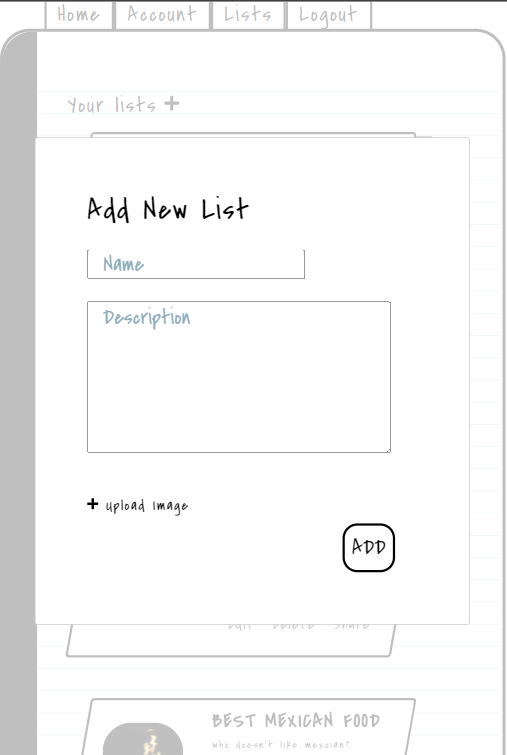 Home Account Lists Logout
Your lists +
Add New List
Name
Description
+ Upload Image
ADD
Edit Delete Share
BEST MEXICAN FOOD
who doesn't like mexcian?